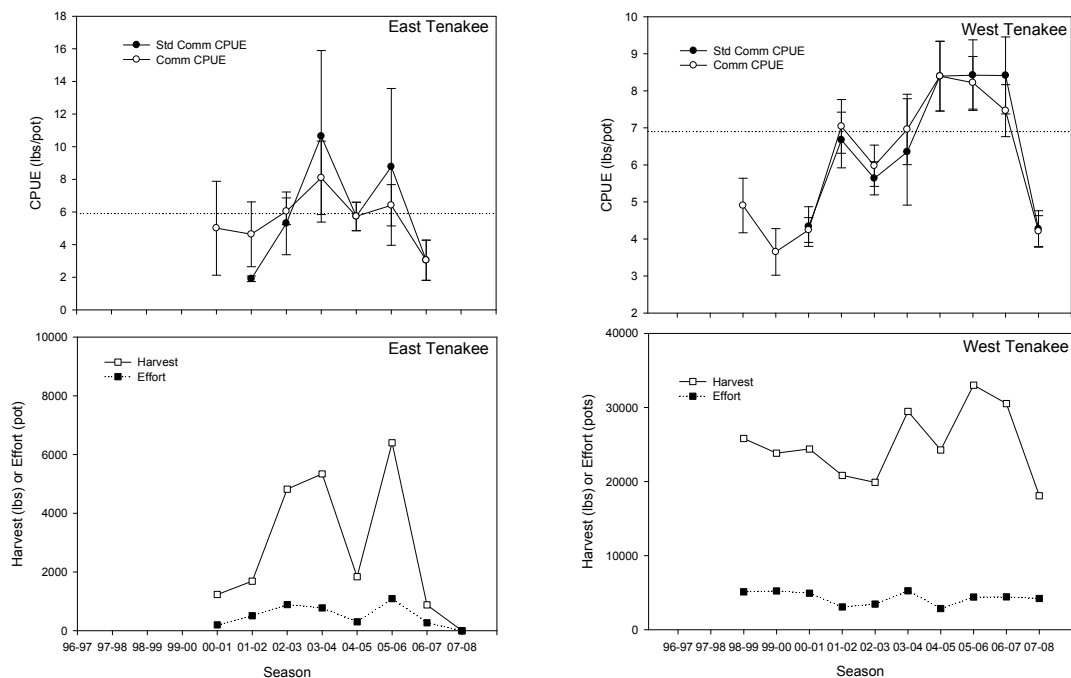 East Tenakee
Std Comm CPUE
Comm CPUE
CPUE (lbs/pot)
18
16
14
12
10
8
6
4
2
0
West Tenakee
Std Comm CPUE
Comm CPUE
CPUE (lbs/pot)
10
9
8
7
6
5
4
3
2
East Tenakee
Harvest
Effort
Harvest (lbs) or Effort (pot)
10000
8000
6000
4000
2000
0
96-97 97-98 98-99 99-00 00-01 01-02 02-03 03-04 04-05 05-06 06-07 07-08
Season
West Tenakee
Harvest
Effort
Harvest (lbs) or Effort (pots)
40000
30000
20000
10000
0
96-97 97-98 98-99 99-00 00-01 01-02 02-03 03-04 04-05 05-06 06-07 07-08
Season